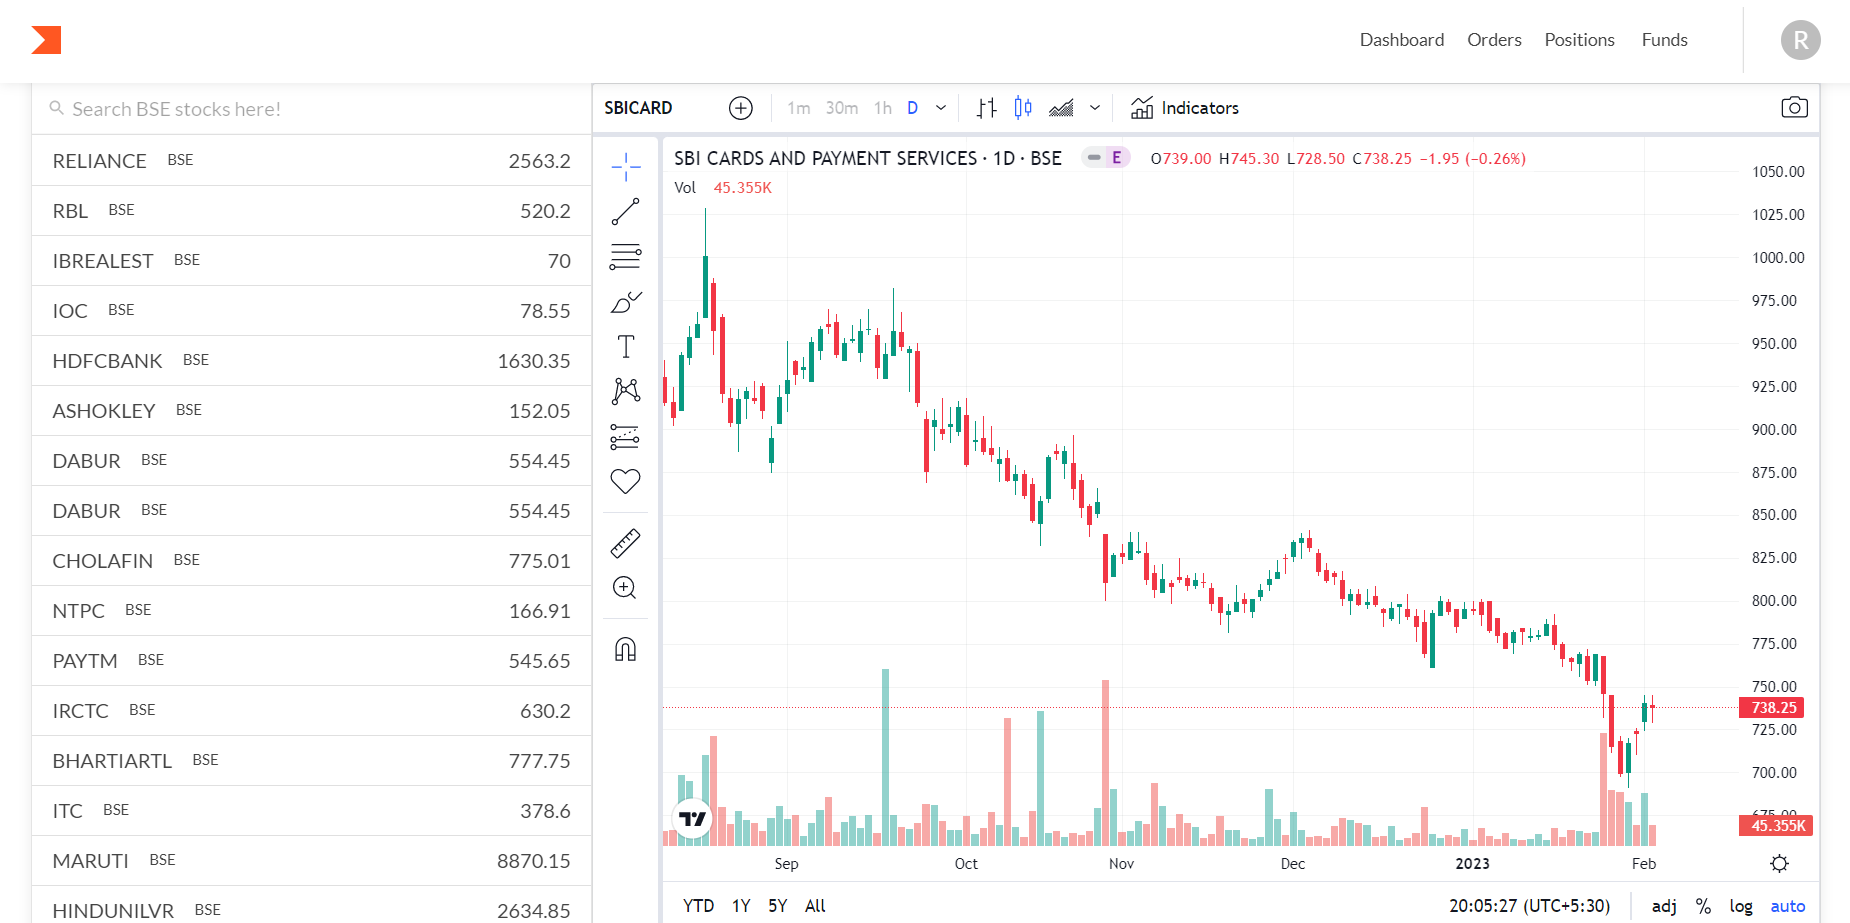 Dashboard Orders Positions Funds R
Search BSE stocks here!
RELIANCE BSE 2563.2
RBL BSE 520.2
IBREALEST BSE 70
IOC BSE 78.55
HDFCBANK BSE 1630.35
ASHOKLEY BSE 152.05
DABUR BSE 554.45
DABUR BSE 554.45
CHOLAFIN BSE 775.01
NTPC BSE 166.91
PAYTM BSE 545.65
IRCTC BSE 630.2
BHARTIARTL BSE 777.75
ITC BSE 378.6
MARUTI BSE 8870.15
HINDUNILVR BSE 2634.85
SBICARD 1m 30m 1h D Indicators
SBI CARDS AND PAYMENT SERVICES · 1D · BSE E O739.00 H745.30 L728.50 C738.25 −1.95 (−0.26%)
Vol 45.355K
1050.00
1025.00
1000.00
975.00
950.00
925.00
900.00
875.00
850.00
825.00
800.00
775.00
750.00
738.25
725.00
700.00
675.00
45.355K
Sep Oct Nov Dec 2023 Feb
YTD 1Y 5Y All 20:05:27 (UTC+5:30) adj % log auto